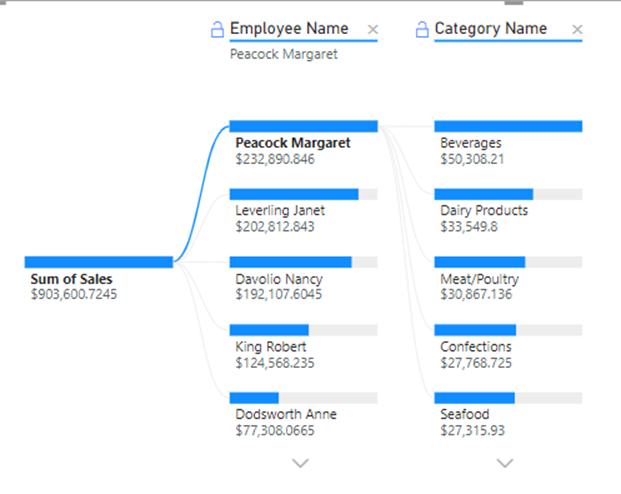 Employee Name
Peacock Margaret
Category Name
Sum of Sales
$903,600.7245
Peacock Margaret
$232,890.846
Leverling Janet
$202,812.843
Davolio Nancy
$192,107.6045
King Robert
$124,568.235
Dodsworth Anne
$77,308.0665
Beverages
$50,308.21
Dairy Products
$33,549.8
Meat/Poultry
$30,867.136
Confections
$27,768.725
Seafood
$27,315.93